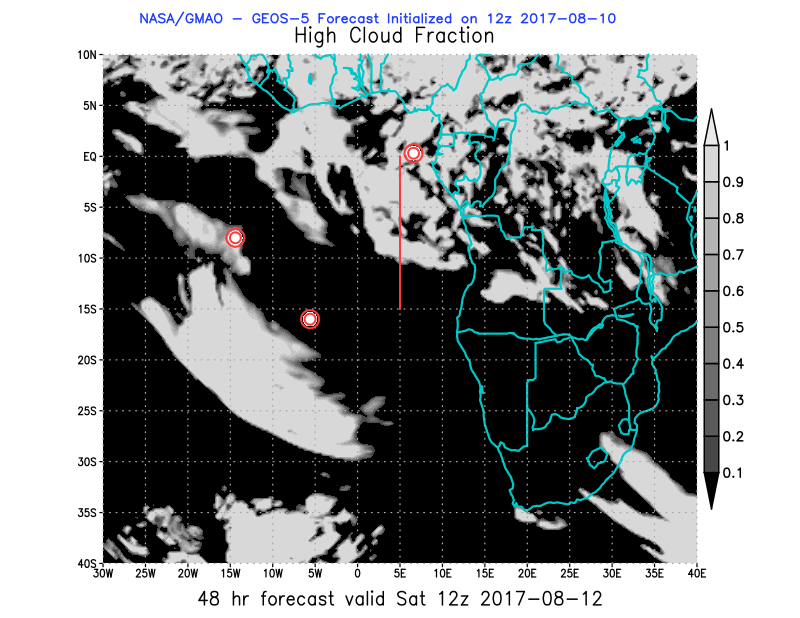 NASA/GMAO - GEOS-5 Forecast Initialized on 12z 2017-08-10
High Cloud Fraction
10N
5N
EQ
5S
10S
15S
20S
25S
30S
35S
40S
30W 25W 20W 15W 10W 5W 0 5E 10E 15E 20E 25E 30E 35E 40E
1
0.9
0.8
0.7
0.6
0.5
0.4
0.3
0.2
0.1
48 hr forecast valid Sat 12z 2017-08-12